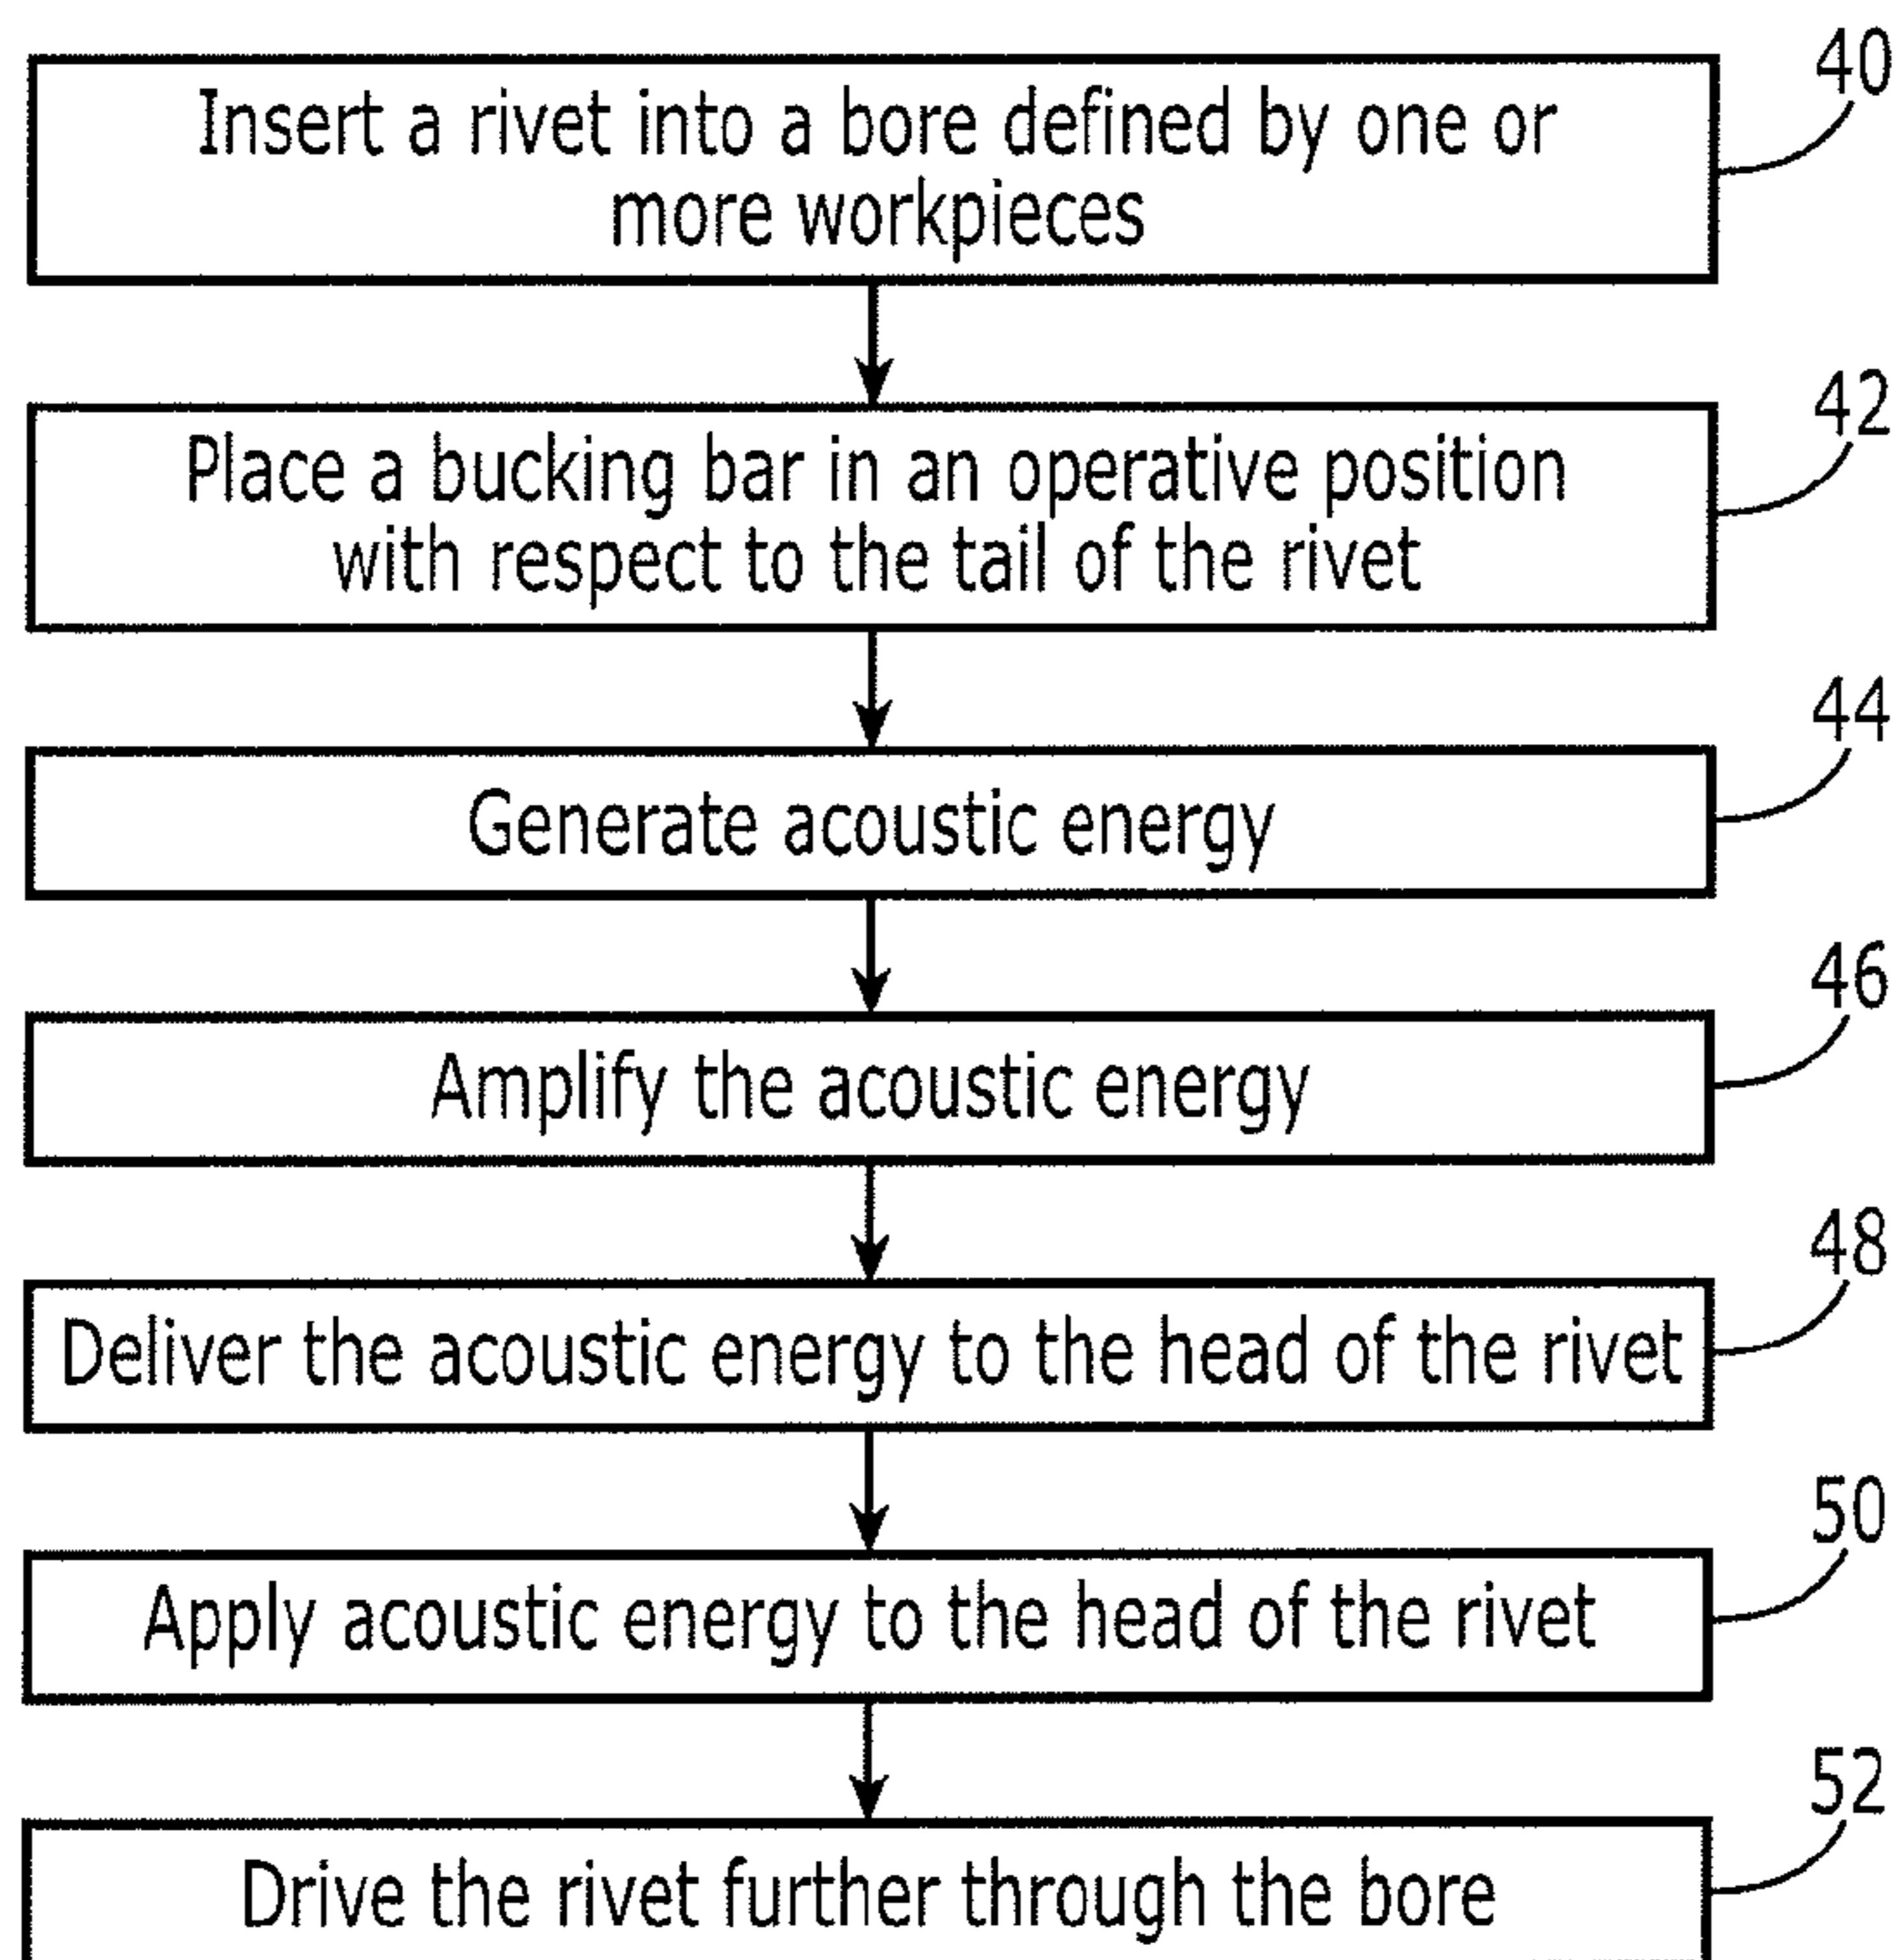 40
Insert a rivet into a bore defined by one or
more workpieces
42
Place a bucking bar in an operative position
with respect to the tail of the rivet
44
Generate acoustic energy
46
Amplify the acoustic energy
48
Deliver the acoustic energy to the head of the rivet
50
Apply acoustic energy to the head of the rivet
52
Drive the rivet further through the bore